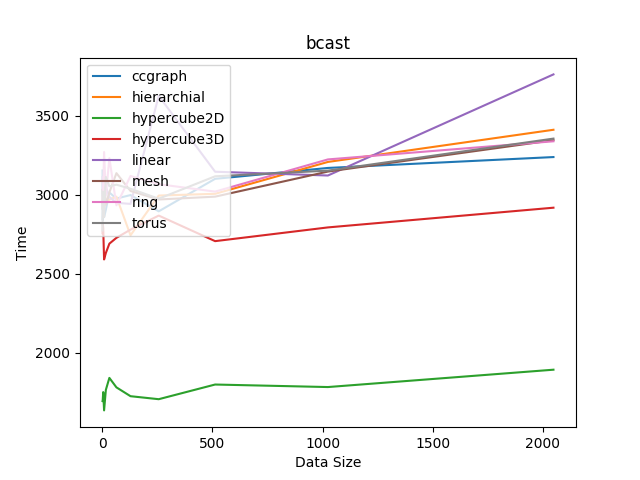 bcast
ccgraph
hierarchial
hypercube2D
hypercube3D
linear
mesh
ring
torus
3500
3000
2500
2000
Time
0
500
1000
1500
2000
Data Size